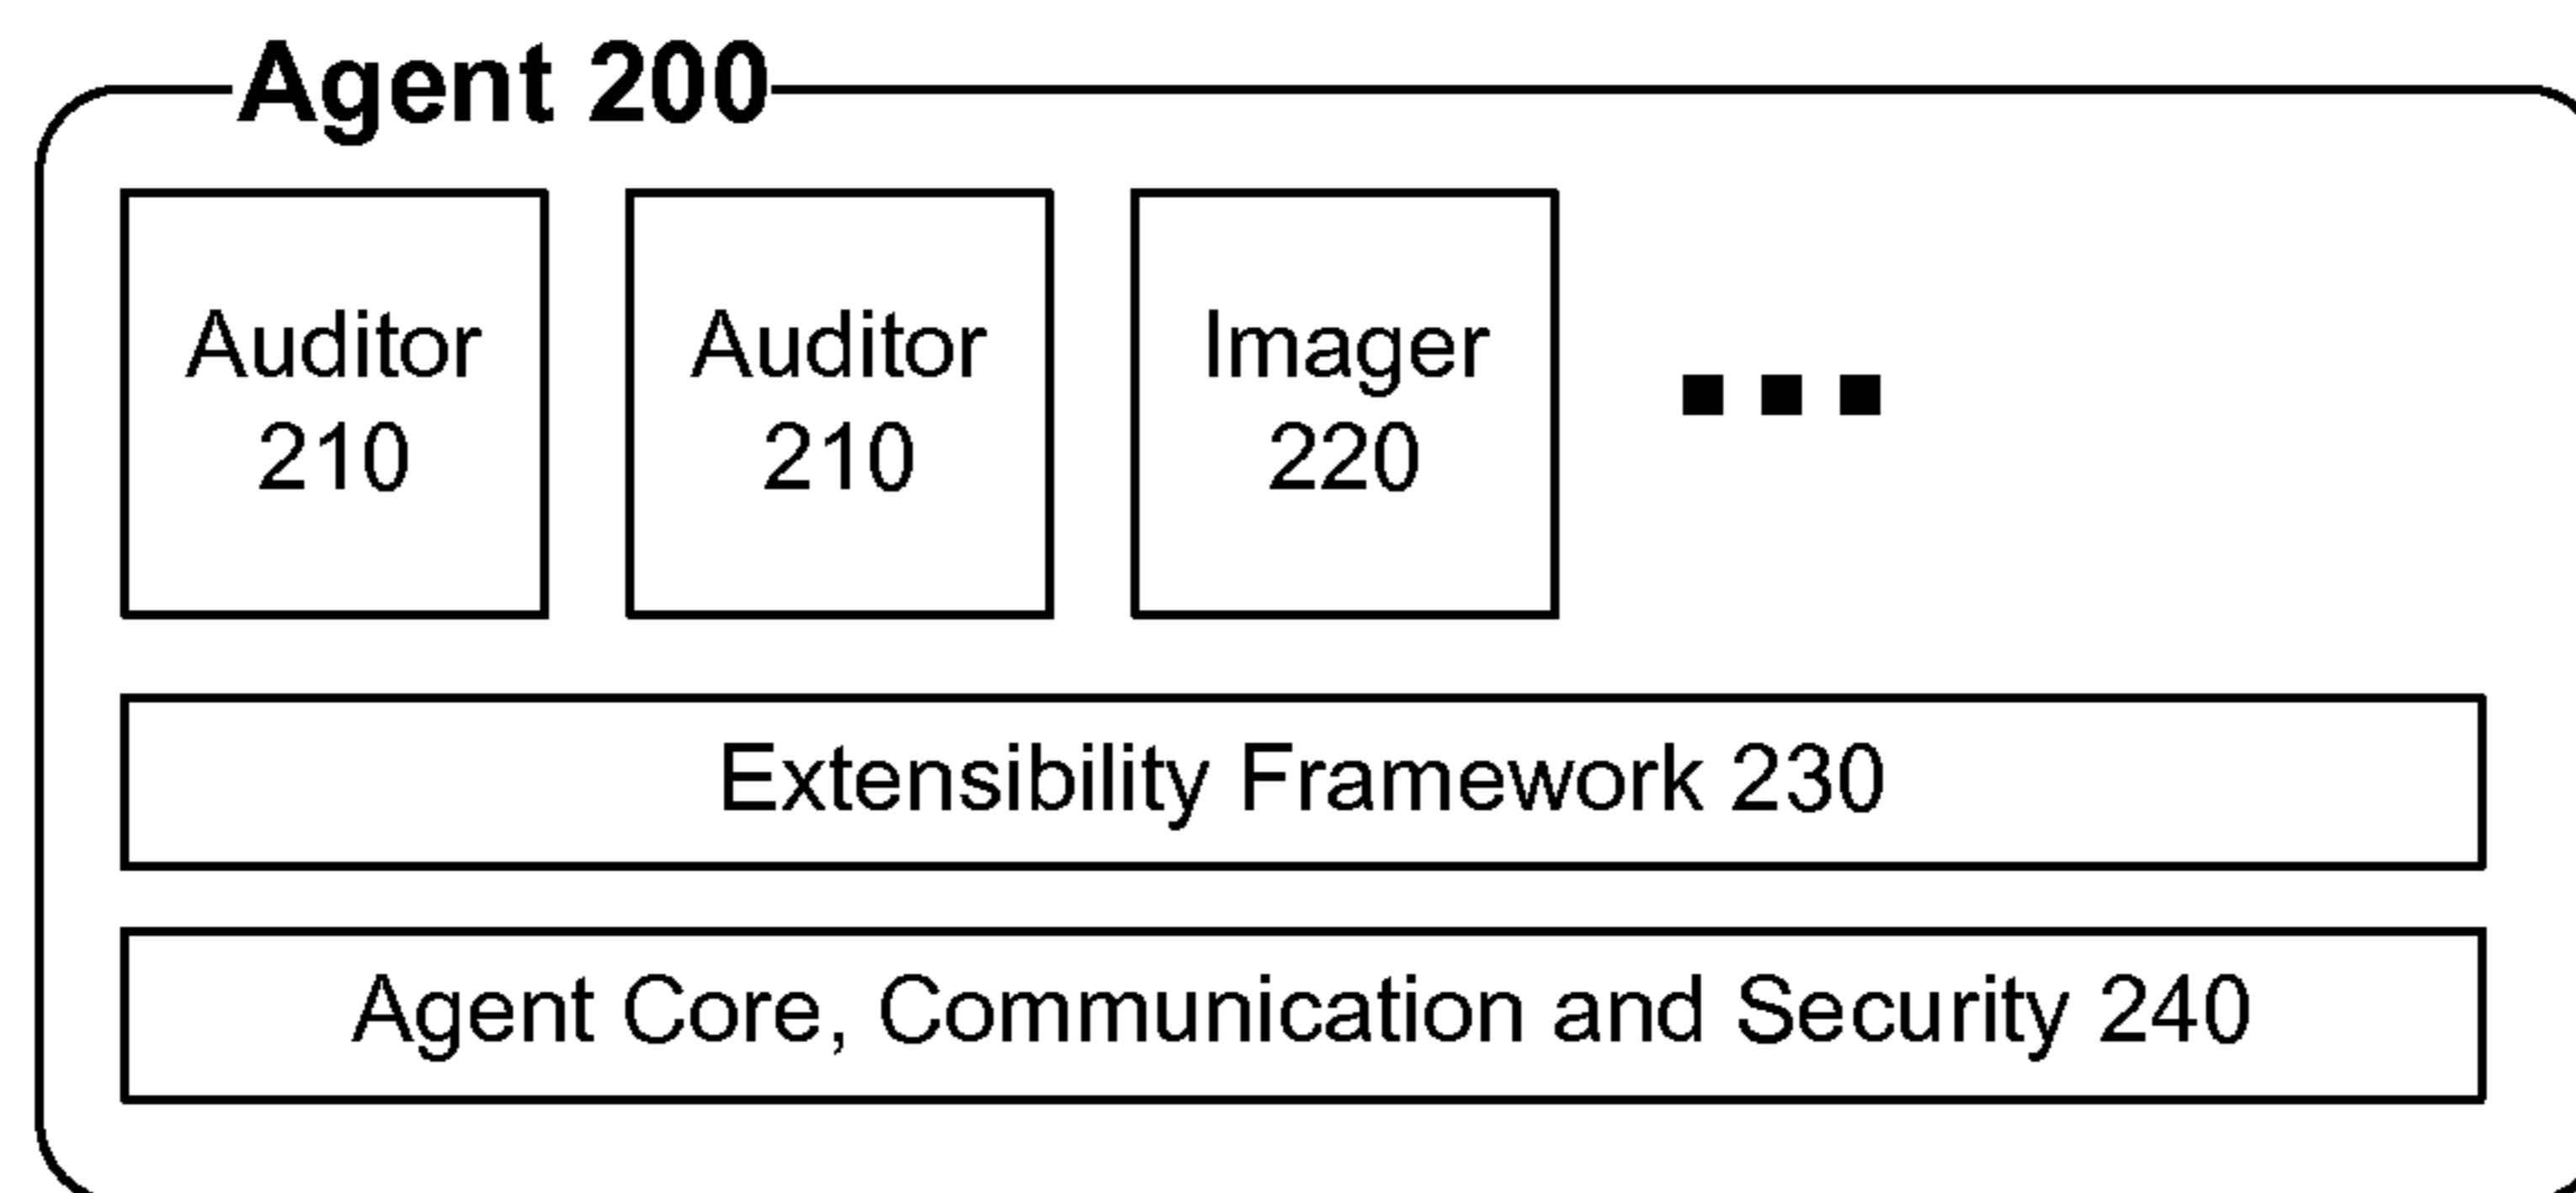 Agent 200
Auditor
210
Auditor
210
Imager
220
Extensibility Framework 230
Agent Core, Communication and Security 240